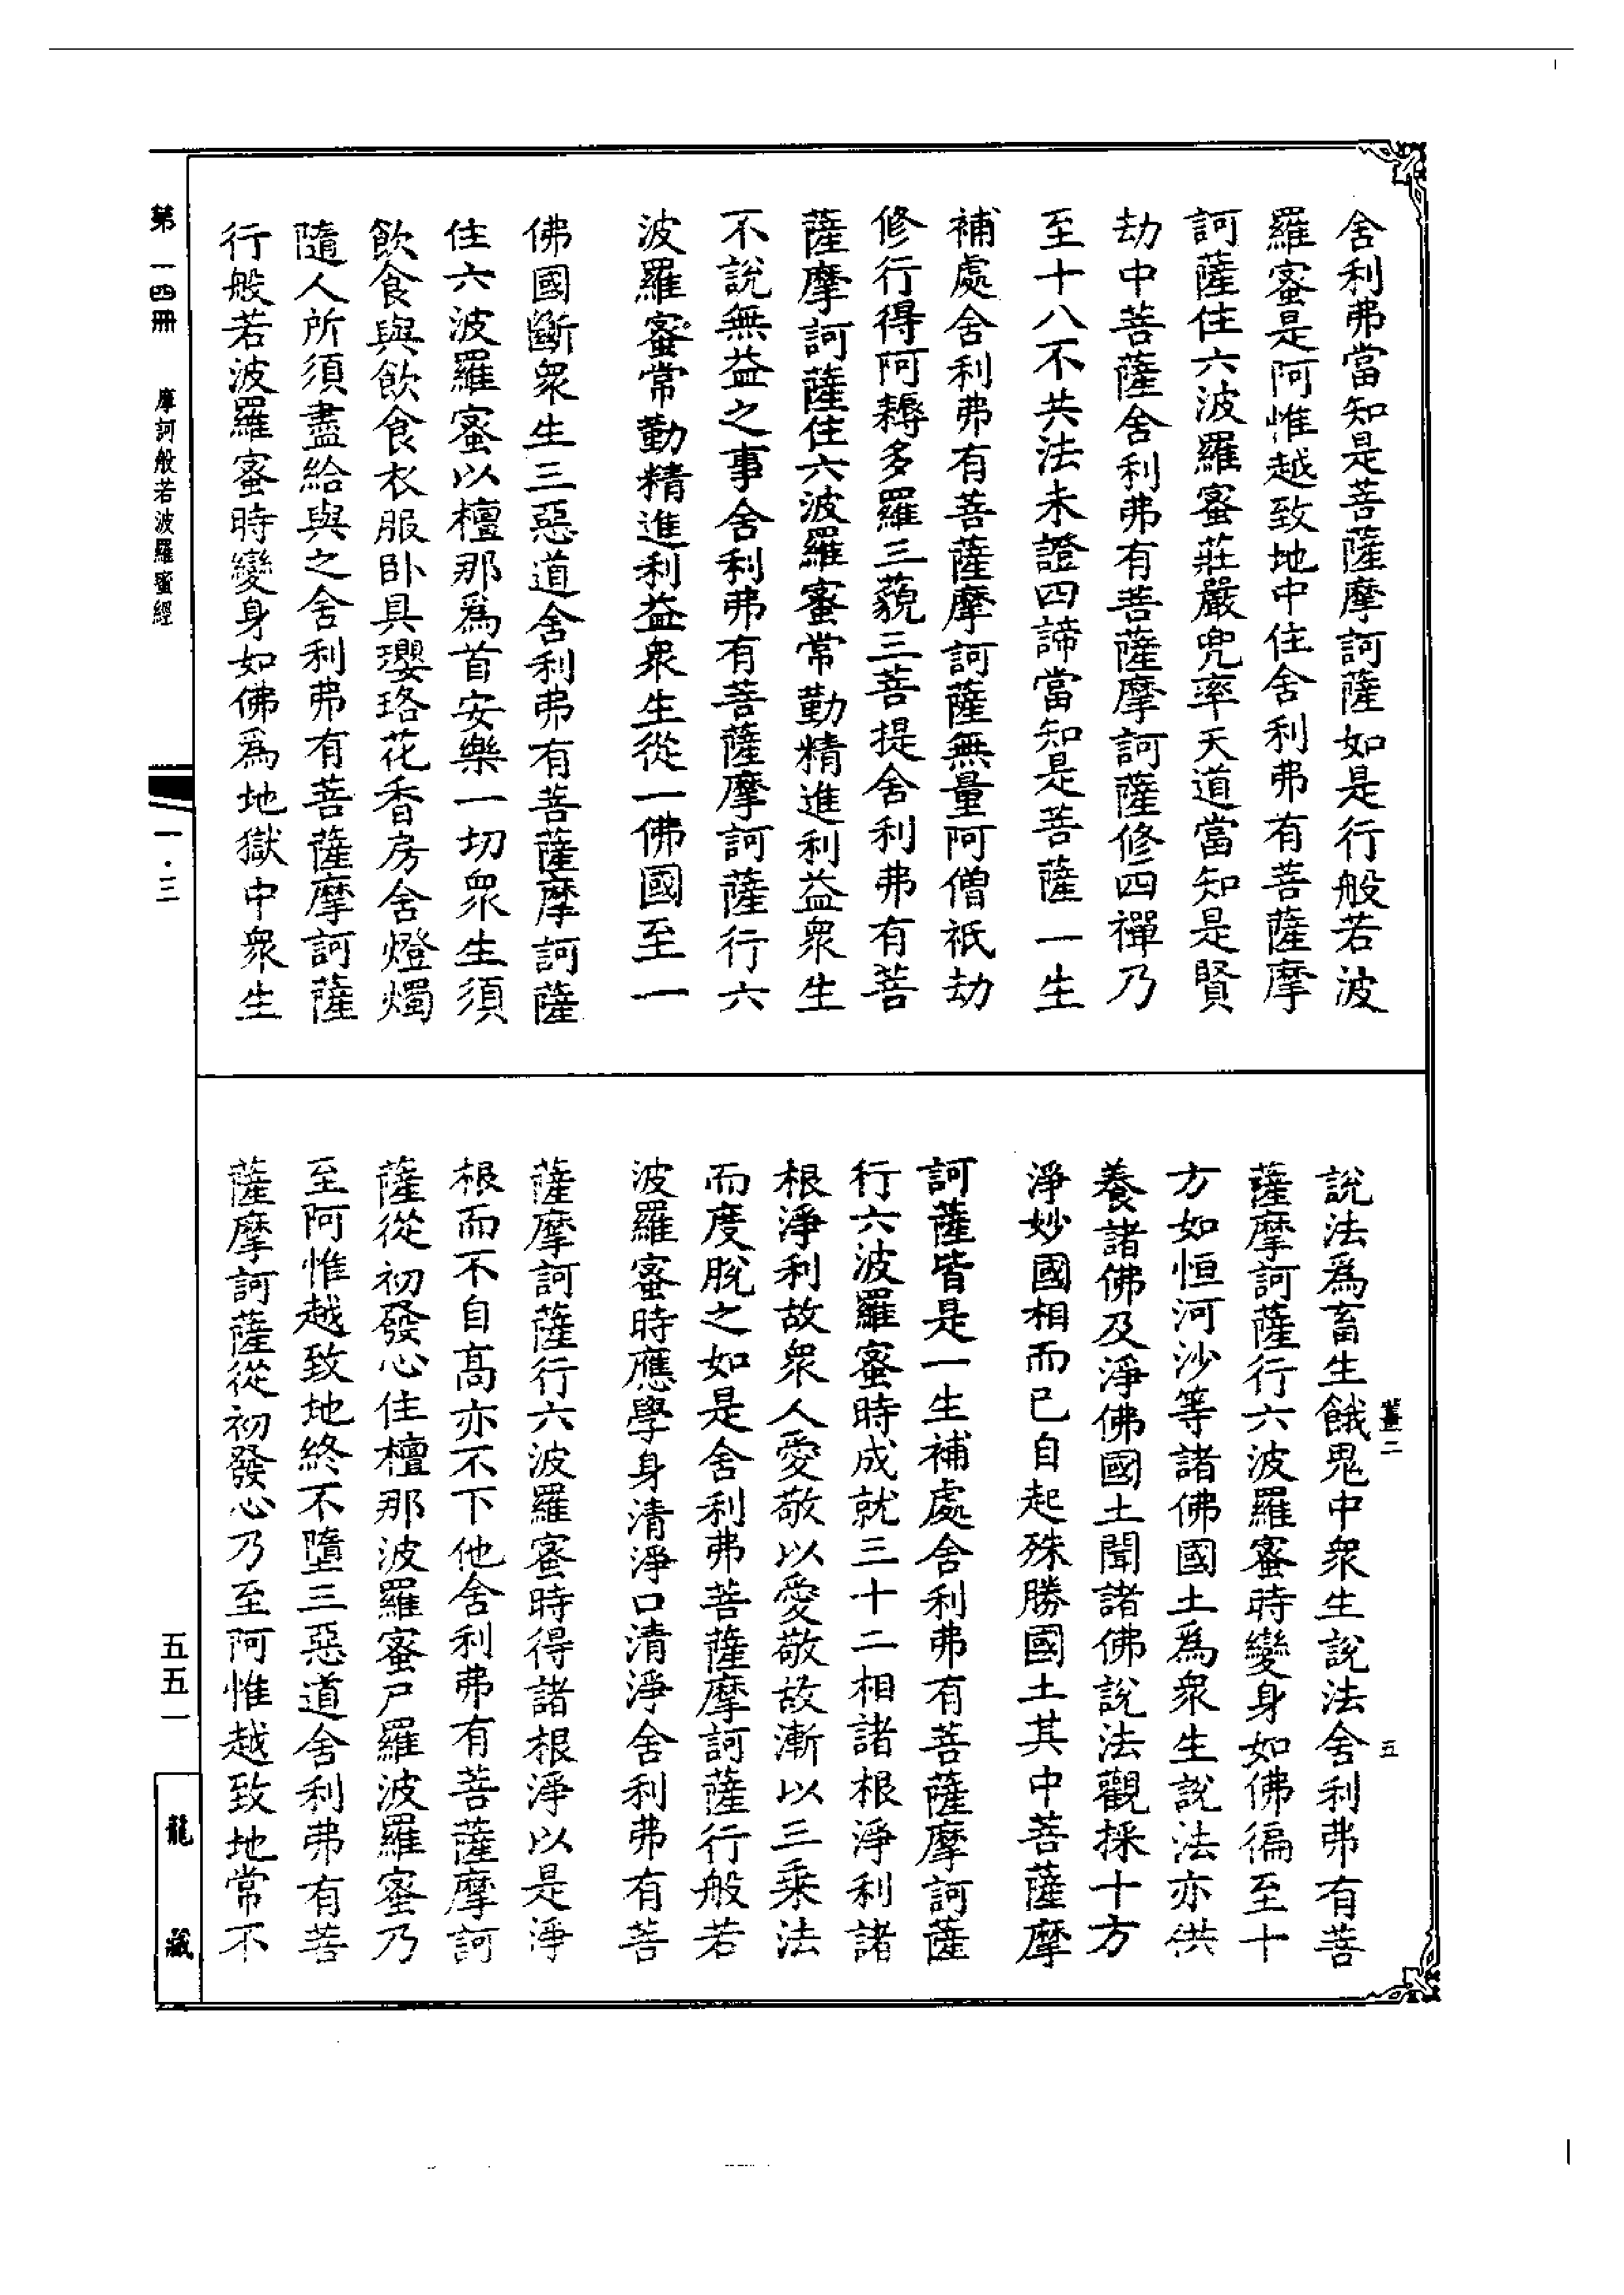 舍利弗當知是菩薩摩訶薩如是行般若波
羅蜜是阿惟越致地中住舍利弗有菩薩摩
訶薩住六波羅蜜莊嚴兜率天道當知是賢
劫中菩薩舍利弗有菩薩摩訶薩修四禪乃
至十八不共法未證四諦當知是菩薩一生
補處舍利弗有菩薩摩訶薩無量阿僧祇劫
修行得阿耨多羅三藐三菩提舍利弗有菩
薩摩訶薩住六波羅蜜常勤精進利益眾生
不說無益之事舍利弗有菩薩摩訶薩行六
波羅蜜常勤精進利益眾生從一佛國至一
佛國斷眾生三惡道舍利弗有菩薩摩訶薩
住六波羅蜜以檀那爲首安樂一切眾生須
飲食與飲食衣服卧具瓔珞花香房舍燈燭
隨人所須盡給與之舍利弗有菩薩摩訶薩
行般若波羅蜜時變身如佛爲地獄中眾生
說法爲畜生餓鬼中眾生說法舍利弗有菩
薩摩訶薩行六波羅蜜時變身如佛徧至十
方如恒河沙等諸佛國土爲眾生說法亦供
養諸佛及淨佛國土聞諸佛說法觀採十方
淨妙國相而已自起殊勝國土其中菩薩摩
訶薩皆是一生補處舍利弗有菩薩摩訶薩
行六波羅蜜時成就三十二相諸根淨利諸
根淨利故眾人愛敬以愛敬故漸以三乘法
而度脫之如是舍利弗菩薩摩訶薩行般若
波羅蜜時應學身清淨口清淨舍利弗有菩
薩摩訶薩行六波羅蜜時得諸根淨以是淨
根而不自高亦不下他舍利弗有菩薩摩訶
薩從初發心住檀那波羅蜜尸羅波羅蜜乃
至阿惟越致地終不墮三惡道舍利弗有菩
薩摩訶薩從初發心乃至阿惟越致地常不
薑二
五
第一四冊
摩訶般若波羅蜜經
一·三
五五一
龍藏